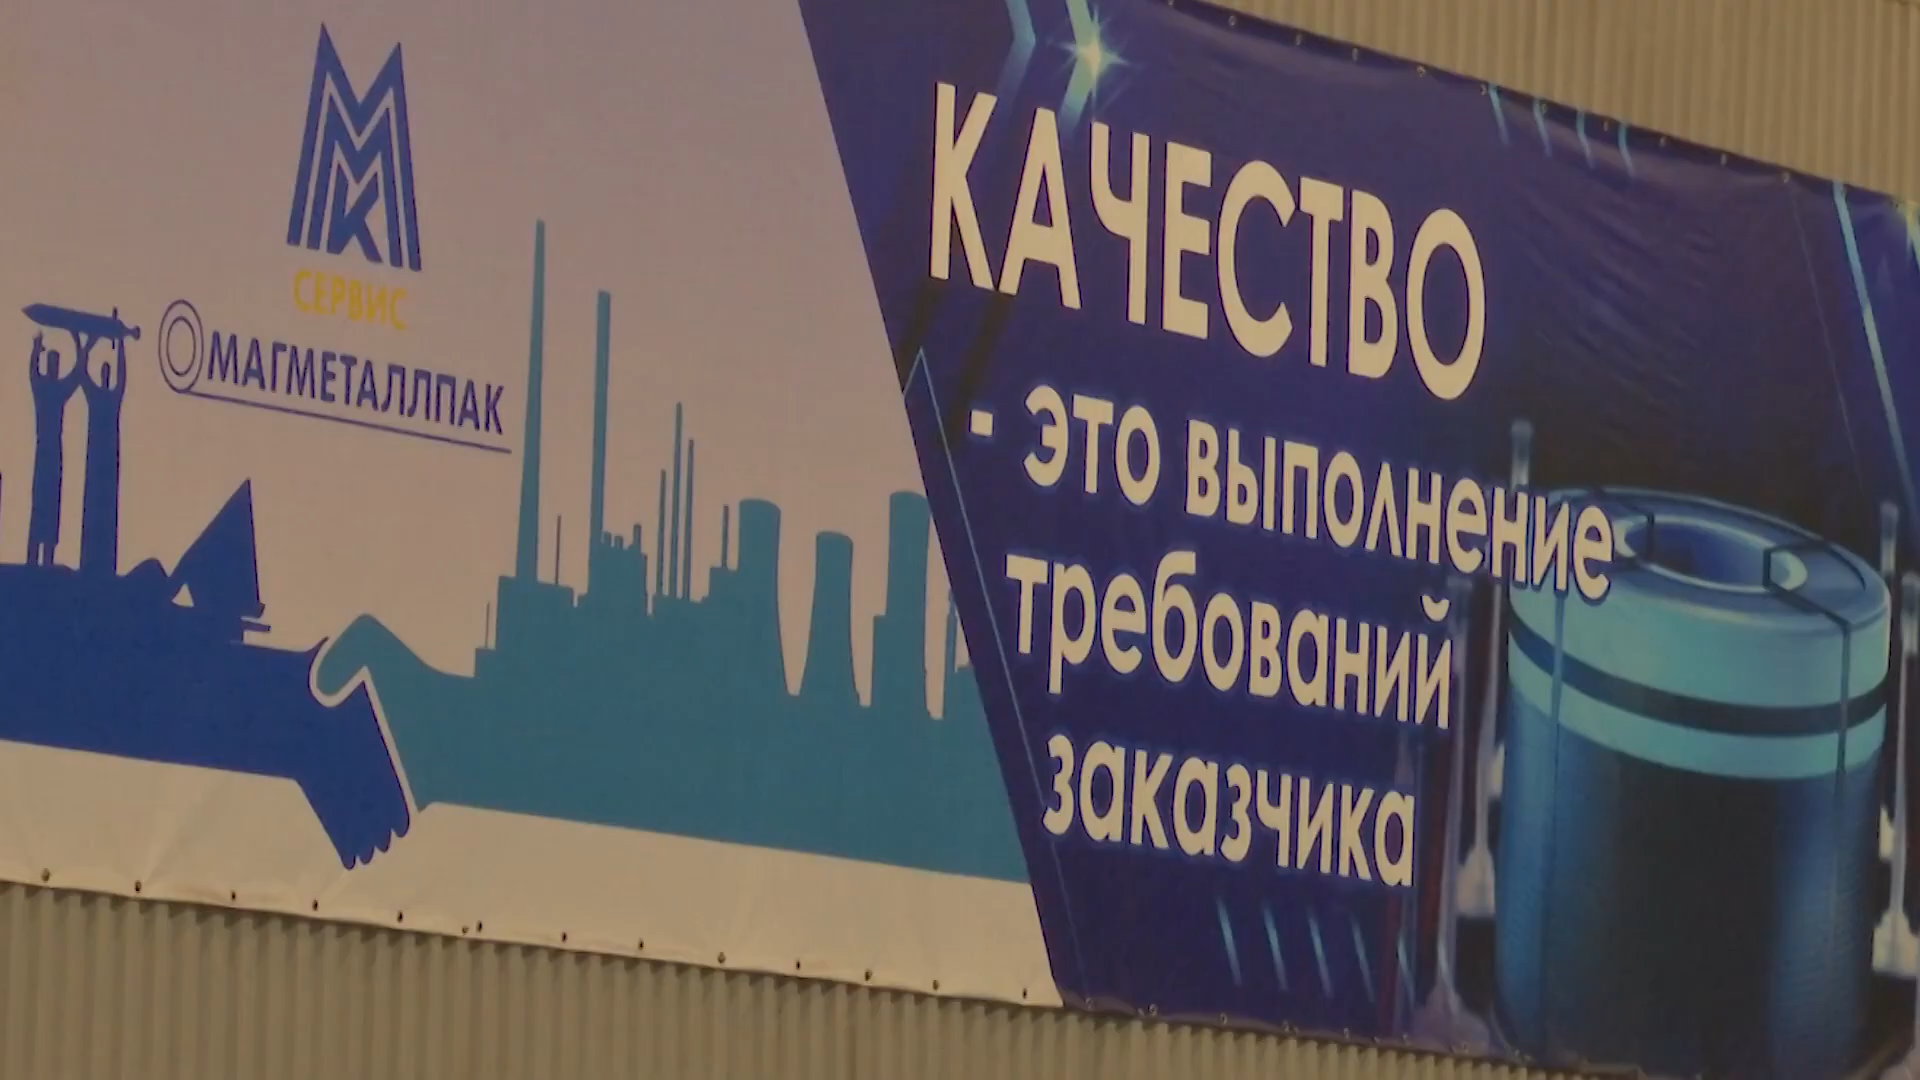 ММК
СЕРВИС
МАГМЕТАЛЛПАК
КАЧЕСТВО
- это выполнение
требований
заказчика